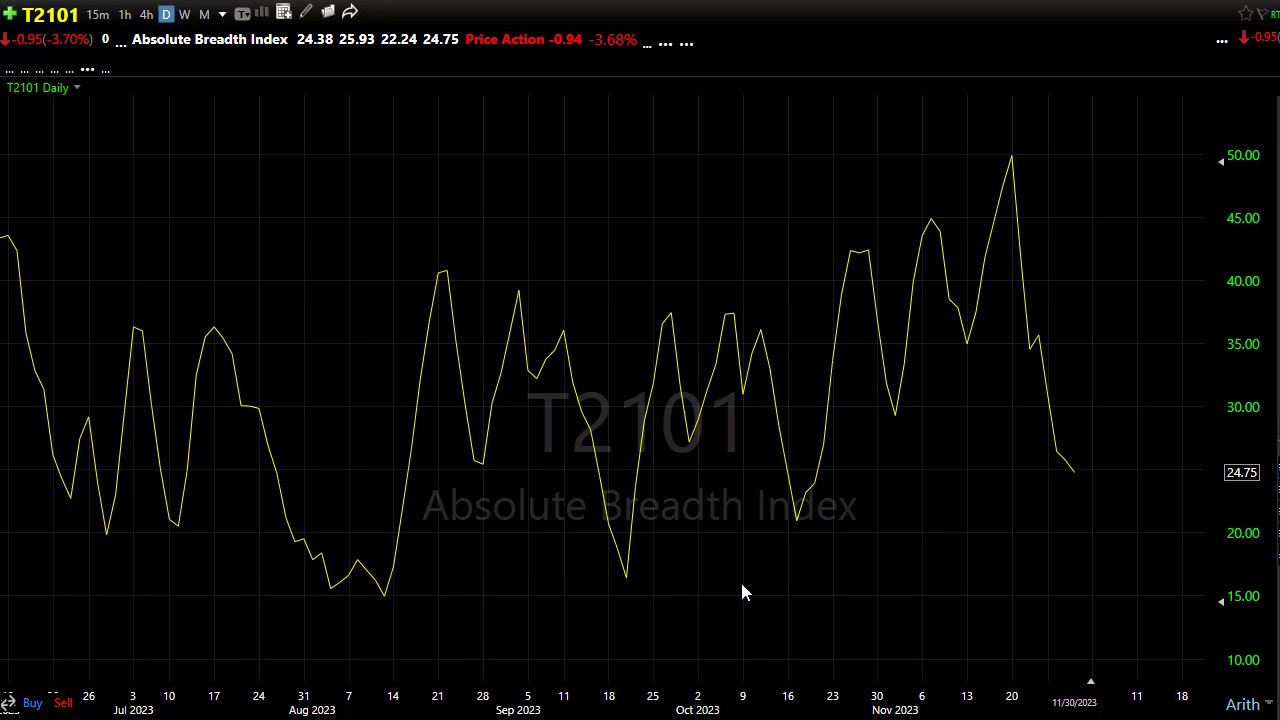 T2101 15m 1h 4h D W M T RT
-0.95(-3.70%) 0 ... Absolute Breadth Index 24.38 25.93 22.24 24.75 Price Action -0.94 -3.68% ... ... ... ... -0.95(
... ... ... ... ... ... ...
T2101 Daily
50.00
45.00
40.00
35.00
30.00
24.75
20.00
15.00
10.00
T2101
Absolute Breadth Index
26 3 10 17 24 31 7 14 21 28 5 11 18 25 2 9 16 23 30 6 13 20 11/30/2023 11 18
Buy Sell Jul 2023 Aug 2023 Sep 2023 Oct 2023 Nov 2023 Arith